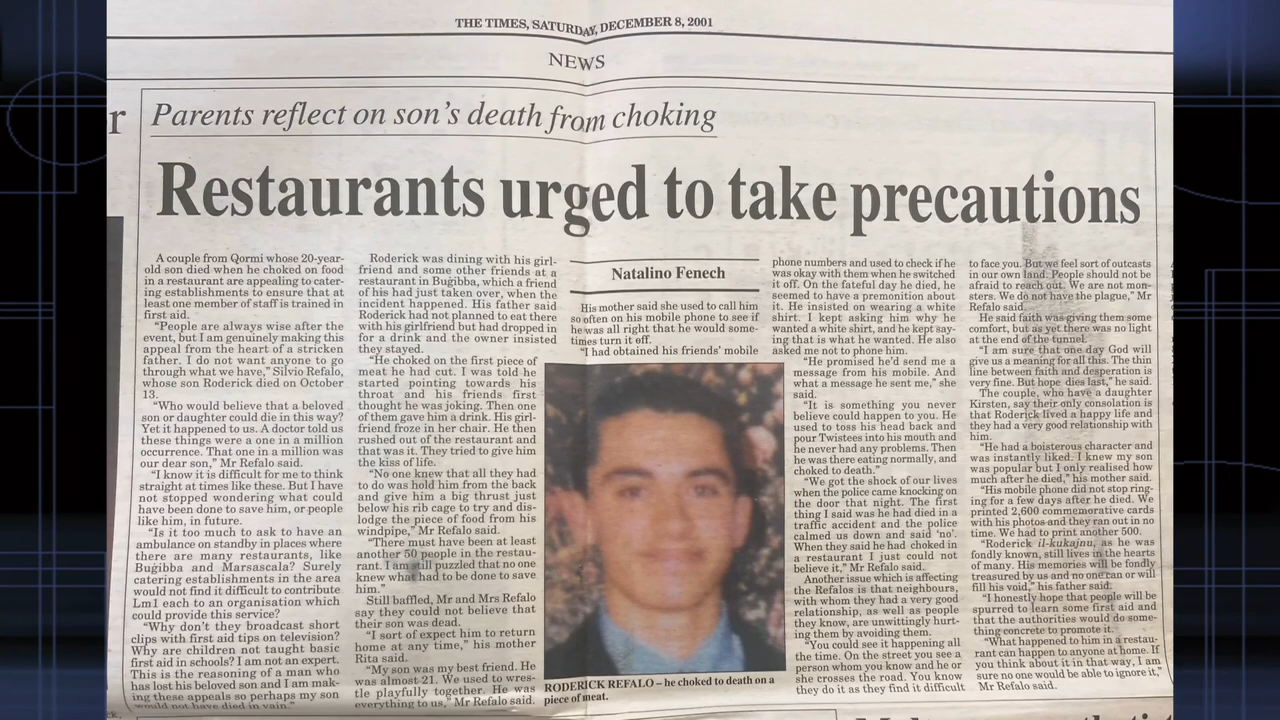 THE TIMES, SATURDAY, DECEMBER 8, 2001
NEWS
r
Parents reflect on son's death from choking
Restaurants urged to take precautions
A couple from Qormi whose 20-year-
old son died when he choked on food
in a restaurant are appealing to cater-
ing establishments to ensure that at
least one member of staff is trained in
first aid.
"People are always wise after the
event, but I am genuinely making this
appeal from the heart of a stricken
father. I do not want anyone to go
through what we have," Silvio Refalo,
whose son Roderick died on October
13.
"Who would believe that a beloved
son or daughter could die in this way?
Yet it happened to us. A doctor told us
these things were a one in a million
occurrence. That one in a million was
our dear son," Mr Refalo said.
"I know it is difficult for me to think
straight at times like these. But I have
not stopped wondering what could
have been done to save him, or people
like him, in future.
"Is it too much to ask to have an
ambulance on standby in places where
there are many restaurants, like
Buġibba and Marsascala? Surely
catering establishments in the area
would not find it difficult to contribute
Lm1 each to an organisation which
could provide this service?
"Why don't they broadcast short
clips with first aid tips on television?
Why are children not taught basic
first aid in schools? I am not an expert.
This is the reasoning of a man who
has lost his beloved son and I am mak-
ing these appeals so perhaps my son
would not have died in vain."
Roderick was dining with his girl-
friend and some other friends at a
restaurant in Buġibba, which a friend
of his had just taken over, when the
incident happened. His father said
Roderick had not planned to eat there
with his girlfriend but had dropped in
for a drink and the owner insisted
they stayed.
"He choked on the first piece of
meat he had cut. I was told he
started pointing towards his
throat and his friends first
thought he was joking. Then one
of them gave him a drink. His girl-
friend froze in her chair. He then
rushed out of the restaurant and
that was it. They tried to give him
the kiss of life.
"No one knew that all they had
to do was hold him from the back
and give him a big thrust just
below his rib cage to try and dis-
lodge the piece of food from his
windpipe," Mr Refalo said.
"There must have been at least
another 50 people in the restau-
rant. I am still puzzled that no one
knew what had to be done to save
him."
Still baffled, Mr and Mrs Refalo
say they could not believe that
their son was dead.
"I sort of expect him to return
home at any time," his mother
Rita said.
"My son was my best friend. He
was almost 21. We used to wres-
tle playfully together. He was
everything to us," Mr Refalo said.
Natalino Fenech
His mother said she used to call him
so often on his mobile phone to see if
he was all right that he would some-
times turn it off.
"I had obtained his friends' mobile
RODERICK REFALO – he choked to death on a
piece of meat.
phone numbers and used to check if he
was okay with them when he switched
it off. On the fateful day he died, he
seemed to have a premonition about
it. He insisted on wearing a white
shirt. I kept asking him why he
wanted a white shirt, and he kept say-
ing that is what he wanted. He also
asked me not to phone him.
"He promised he'd send me a
message from his mobile. And
what a message he sent me," she
said.
"It is something you never
believe could happen to you. He
used to toss his head back and
pour Twistees into his mouth and
he never had any problems. Then
he was there eating normally, and
choked to death."
"We got the shock of our lives
when the police came knocking on
the door that night. The first
thing I said was he had died in a
traffic accident and the police
calmed us down and said 'no'.
When they said he had choked in
a restaurant I just could not
believe it," Mr Refalo said.
Another issue which is affecting
the Refalos is that neighbours,
with whom they had a very good
relationship, as well as people
they know, are unwittingly hurt-
ing them by avoiding them.
"You could see it happening all
the time. On the street you see a
person whom you know and he or
she crosses the road. You know
they do it as they find it difficult
to face you. But we feel sort of outcasts
in our own land. People should not be
afraid to reach out. We are not mon-
sters. We do not have the plague," Mr
Refalo said.
He said faith was giving them some
comfort, but as yet there was no light
at the end of the tunnel.
"I am sure that one day God will
give us a meaning for all this. The thin
line between faith and desperation is
very fine. But hope dies last," he said.
The couple, who have a daughter
Kirsten, say their only consolation is
that Roderick lived a happy life and
they had a very good relationship with
him.
"He had a boisterous character and
was instantly liked. I knew my son
was popular but I only realised how
much after he died," his mother said.
"His mobile phone did not stop ring-
ing for a few days after he died. We
printed 2,600 commemorative cards
with his photos and they ran out in no
time. We had to print another 500.
"Roderick il-kukajnu, as he was
fondly known, still lives in the hearts
of many. His memories will be fondly
treasured by us and no one can or will
fill his void," his father said.
"I honestly hope that people will be
spurred to learn some first aid and
that the authorities would do some-
thing concrete to promote it.
"What happened to him in a restau-
rant can happen to anyone at home. If
you think about it in that way, I am
sure no one would be able to ignore it,"
Mr Refalo said.